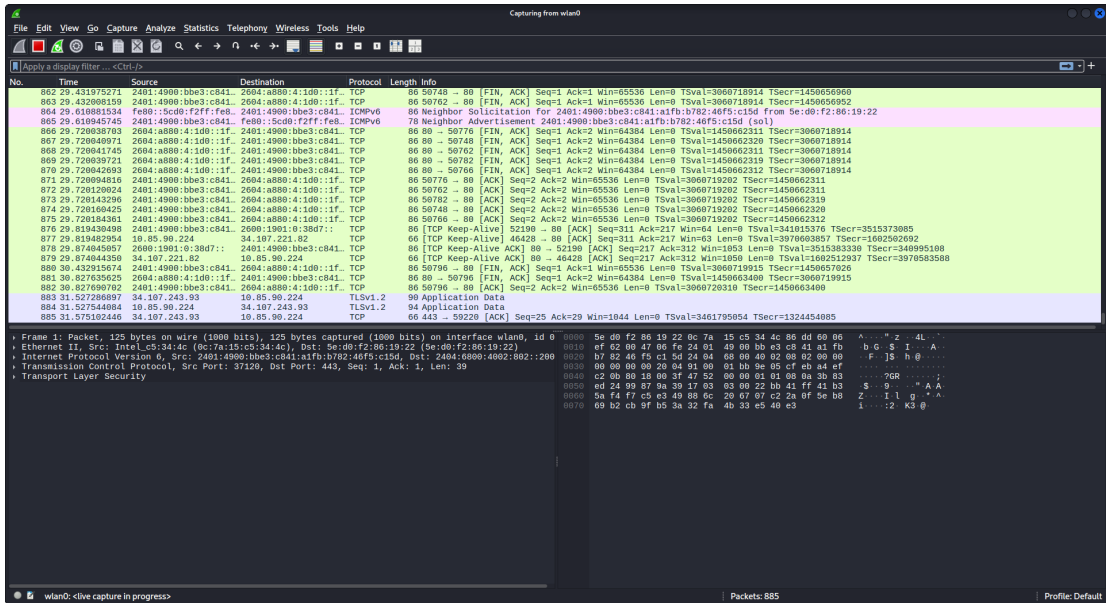 Capturing from wlan0
File Edit View Go Capture Analyze Statistics Telephony Wireless Tools Help
Apply a display filter ... <Ctrl-/>
No. Time Source Destination Protocol Length Info
862 29.431975271 2401:4900:bbe3:c841… 2604:a880:4:1d0::1f… TCP 86 50748 → 80 [FIN, ACK] Seq=1 Ack=1 Win=65536 Len=0 TSval=3060718914 TSecr=1450656960
863 29.432008159 2401:4900:bbe3:c841… 2604:a880:4:1d0::1f… TCP 86 50762 → 80 [FIN, ACK] Seq=1 Ack=1 Win=65536 Len=0 TSval=3060718914 TSecr=1450656952
864 29.610881534 fe80::5cd0:f2ff:fe8… 2401:4900:bbe3:c841… ICMPv6 86 Neighbor Solicitation for 2401:4900:bbe3:c841:a1fb:b782:46f5:c15d from 5e:d0:f2:86:19:22
865 29.610945745 2401:4900:bbe3:c841… fe80::5cd0:f2ff:fe8… ICMPv6 78 Neighbor Advertisement 2401:4900:bbe3:c841:a1fb:b782:46f5:c15d (sol)
866 29.720038703 2604:a880:4:1d0::1f… 2401:4900:bbe3:c841… TCP 86 80 → 50776 [FIN, ACK] Seq=1 Ack=2 Win=64384 Len=0 TSval=1450662311 TSecr=3060718914
867 29.720040971 2604:a880:4:1d0::1f… 2401:4900:bbe3:c841… TCP 86 80 → 50748 [FIN, ACK] Seq=1 Ack=2 Win=64384 Len=0 TSval=1450662320 TSecr=3060718914
868 29.720041745 2604:a880:4:1d0::1f… 2401:4900:bbe3:c841… TCP 86 80 → 50762 [FIN, ACK] Seq=1 Ack=2 Win=64384 Len=0 TSval=1450662311 TSecr=3060718914
869 29.720039721 2604:a880:4:1d0::1f… 2401:4900:bbe3:c841… TCP 86 80 → 50782 [FIN, ACK] Seq=1 Ack=2 Win=64384 Len=0 TSval=1450662319 TSecr=3060718914
870 29.720042693 2604:a880:4:1d0::1f… 2401:4900:bbe3:c841… TCP 86 80 → 50766 [FIN, ACK] Seq=1 Ack=2 Win=64384 Len=0 TSval=1450662312 TSecr=3060718914
871 29.720094816 2401:4900:bbe3:c841… 2604:a880:4:1d0::1f… TCP 86 50776 → 80 [ACK] Seq=2 Ack=2 Win=65536 Len=0 TSval=3060719202 TSecr=1450662311
872 29.720120024 2401:4900:bbe3:c841… 2604:a880:4:1d0::1f… TCP 86 50762 → 80 [ACK] Seq=2 Ack=2 Win=65536 Len=0 TSval=3060719202 TSecr=1450662311
873 29.720143296 2401:4900:bbe3:c841… 2604:a880:4:1d0::1f… TCP 86 50782 → 80 [ACK] Seq=2 Ack=2 Win=65536 Len=0 TSval=3060719202 TSecr=1450662319
874 29.720160425 2401:4900:bbe3:c841… 2604:a880:4:1d0::1f… TCP 86 50748 → 80 [ACK] Seq=2 Ack=2 Win=65536 Len=0 TSval=3060719202 TSecr=1450662320
875 29.720184361 2401:4900:bbe3:c841… 2604:a880:4:1d0::1f… TCP 86 50766 → 80 [ACK] Seq=2 Ack=2 Win=65536 Len=0 TSval=3060719202 TSecr=1450662312
876 29.819430498 2401:4900:bbe3:c841… 2600:1901:0:38d7:: TCP 86 [TCP Keep-Alive] 52190 → 80 [ACK] Seq=311 Ack=217 Win=64 Len=0 TSval=341015376 TSecr=3515373085
877 29.819482954 10.85.90.224 34.107.221.82 TCP 66 [TCP Keep-Alive] 46428 → 80 [ACK] Seq=311 Ack=217 Win=63 Len=0 TSval=3970603857 TSecr=1602502692
878 29.874045057 2600:1901:0:38d7:: 2401:4900:bbe3:c841… TCP 86 [TCP Keep-Alive ACK] 80 → 52190 [ACK] Seq=217 Ack=312 Win=1053 Len=0 TSval=3515383330 TSecr=340995108
879 29.874044350 34.107.221.82 10.85.90.224 TCP 66 [TCP Keep-Alive ACK] 80 → 46428 [ACK] Seq=217 Ack=312 Win=1050 Len=0 TSval=1602512937 TSecr=3970583588
880 30.432915674 2401:4900:bbe3:c841… 2604:a880:4:1d0::1f… TCP 86 50796 → 80 [FIN, ACK] Seq=1 Ack=1 Win=65536 Len=0 TSval=3060719915 TSecr=1450657026
881 30.827635625 2604:a880:4:1d0::1f… 2401:4900:bbe3:c841… TCP 86 80 → 50796 [FIN, ACK] Seq=1 Ack=2 Win=64384 Len=0 TSval=1450663400 TSecr=3060719915
882 30.827690702 2401:4900:bbe3:c841… 2604:a880:4:1d0::1f… TCP 86 50796 → 80 [ACK] Seq=2 Ack=2 Win=65536 Len=0 TSval=3060720310 TSecr=1450663400
883 31.527286897 34.107.243.93 10.85.90.224 TLSv1.2 90 Application Data
884 31.527544084 10.85.90.224 34.107.243.93 TLSv1.2 94 Application Data
885 31.575102446 34.107.243.93 10.85.90.224 TCP 66 443 → 59220 [ACK] Seq=25 Ack=29 Win=1044 Len=0 TSval=3461795054 TSecr=1324454085
Frame 1: Packet, 125 bytes on wire (1000 bits), 125 bytes captured (1000 bits) on interface wlan0, id 0
Ethernet II, Src: Intel_c5:34:4c (0c:7a:15:c5:34:4c), Dst: 5e:d0:f2:86:19:22 (5e:d0:f2:86:19:22)
Internet Protocol Version 6, Src: 2401:4900:bbe3:c841:a1fb:b782:46f5:c15d, Dst: 2404:6800:4002:802::200
Transmission Control Protocol, Src Port: 37120, Dst Port: 443, Seq: 1, Ack: 1, Len: 39
Transport Layer Security
0000 5e d0 f2 86 19 22 0c 7a 15 c5 34 4c 86 dd 60 06 ^····"·z ··4L··`·
0010 ef 62 00 47 06 fe 24 01 49 00 bb e3 c8 41 a1 fb ·b·G··$· I····A··
0020 b7 82 46 f5 c1 5d 24 04 68 00 40 02 08 02 00 00 ··F··]$· h·@·····
0030 00 00 00 00 20 04 91 00 01 bb 9e 05 cf eb a4 ef
0040 c2 0b 80 18 00 3f 47 52 00 00 01 01 08 0a 3b 83 ·····?GR ······;·
0050 ed 24 99 87 9a 39 17 03 03 00 22 bb 41 ff 41 b3 ·$···9·· ··"·A·A·
0060 5a f4 f7 c5 e3 49 88 6c 20 67 07 c2 2a 0f 5e b8 Z····I·l g··*·^·
0070 69 b2 cb 9f b5 3a 32 fa 4b 33 e5 40 e3 i····:2· K3·@·
wlan0: <live capture in progress>
Packets: 885
Profile: Default